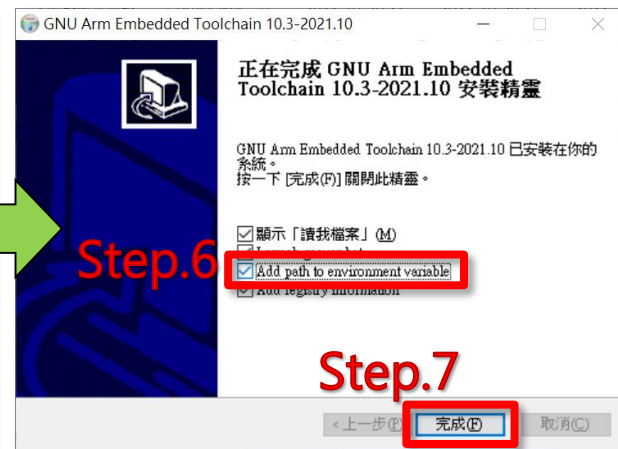 GNU Arm Embedded Toolchain 10.3-2021.10
正在完成 GNU Arm Embedded
Toolchain 10.3-2021.10 安裝精靈
GNU Arm Embedded Toolchain 10.3-2021.10 已安裝在你的
系統。
按一下 [完成(F)] 關閉此精靈。
顯示「讀我檔案」(M)
Step.6
Add path to environment variable
Add registry information
Step.7
<上一步(P)
完成(F)
取消(C)